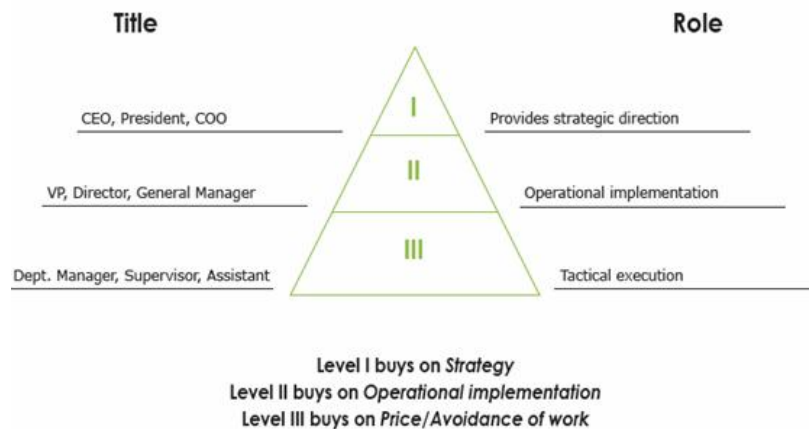 Title
Role
I
CEO, President, COO
Provides strategic direction
II
VP, Director, General Manager
Operational implementation
III
Dept. Manager, Supervisor, Assistant
Tactical execution
Level I buys on Strategy
Level II buys on Operational implementation
Level III buys on Price/Avoidance of work